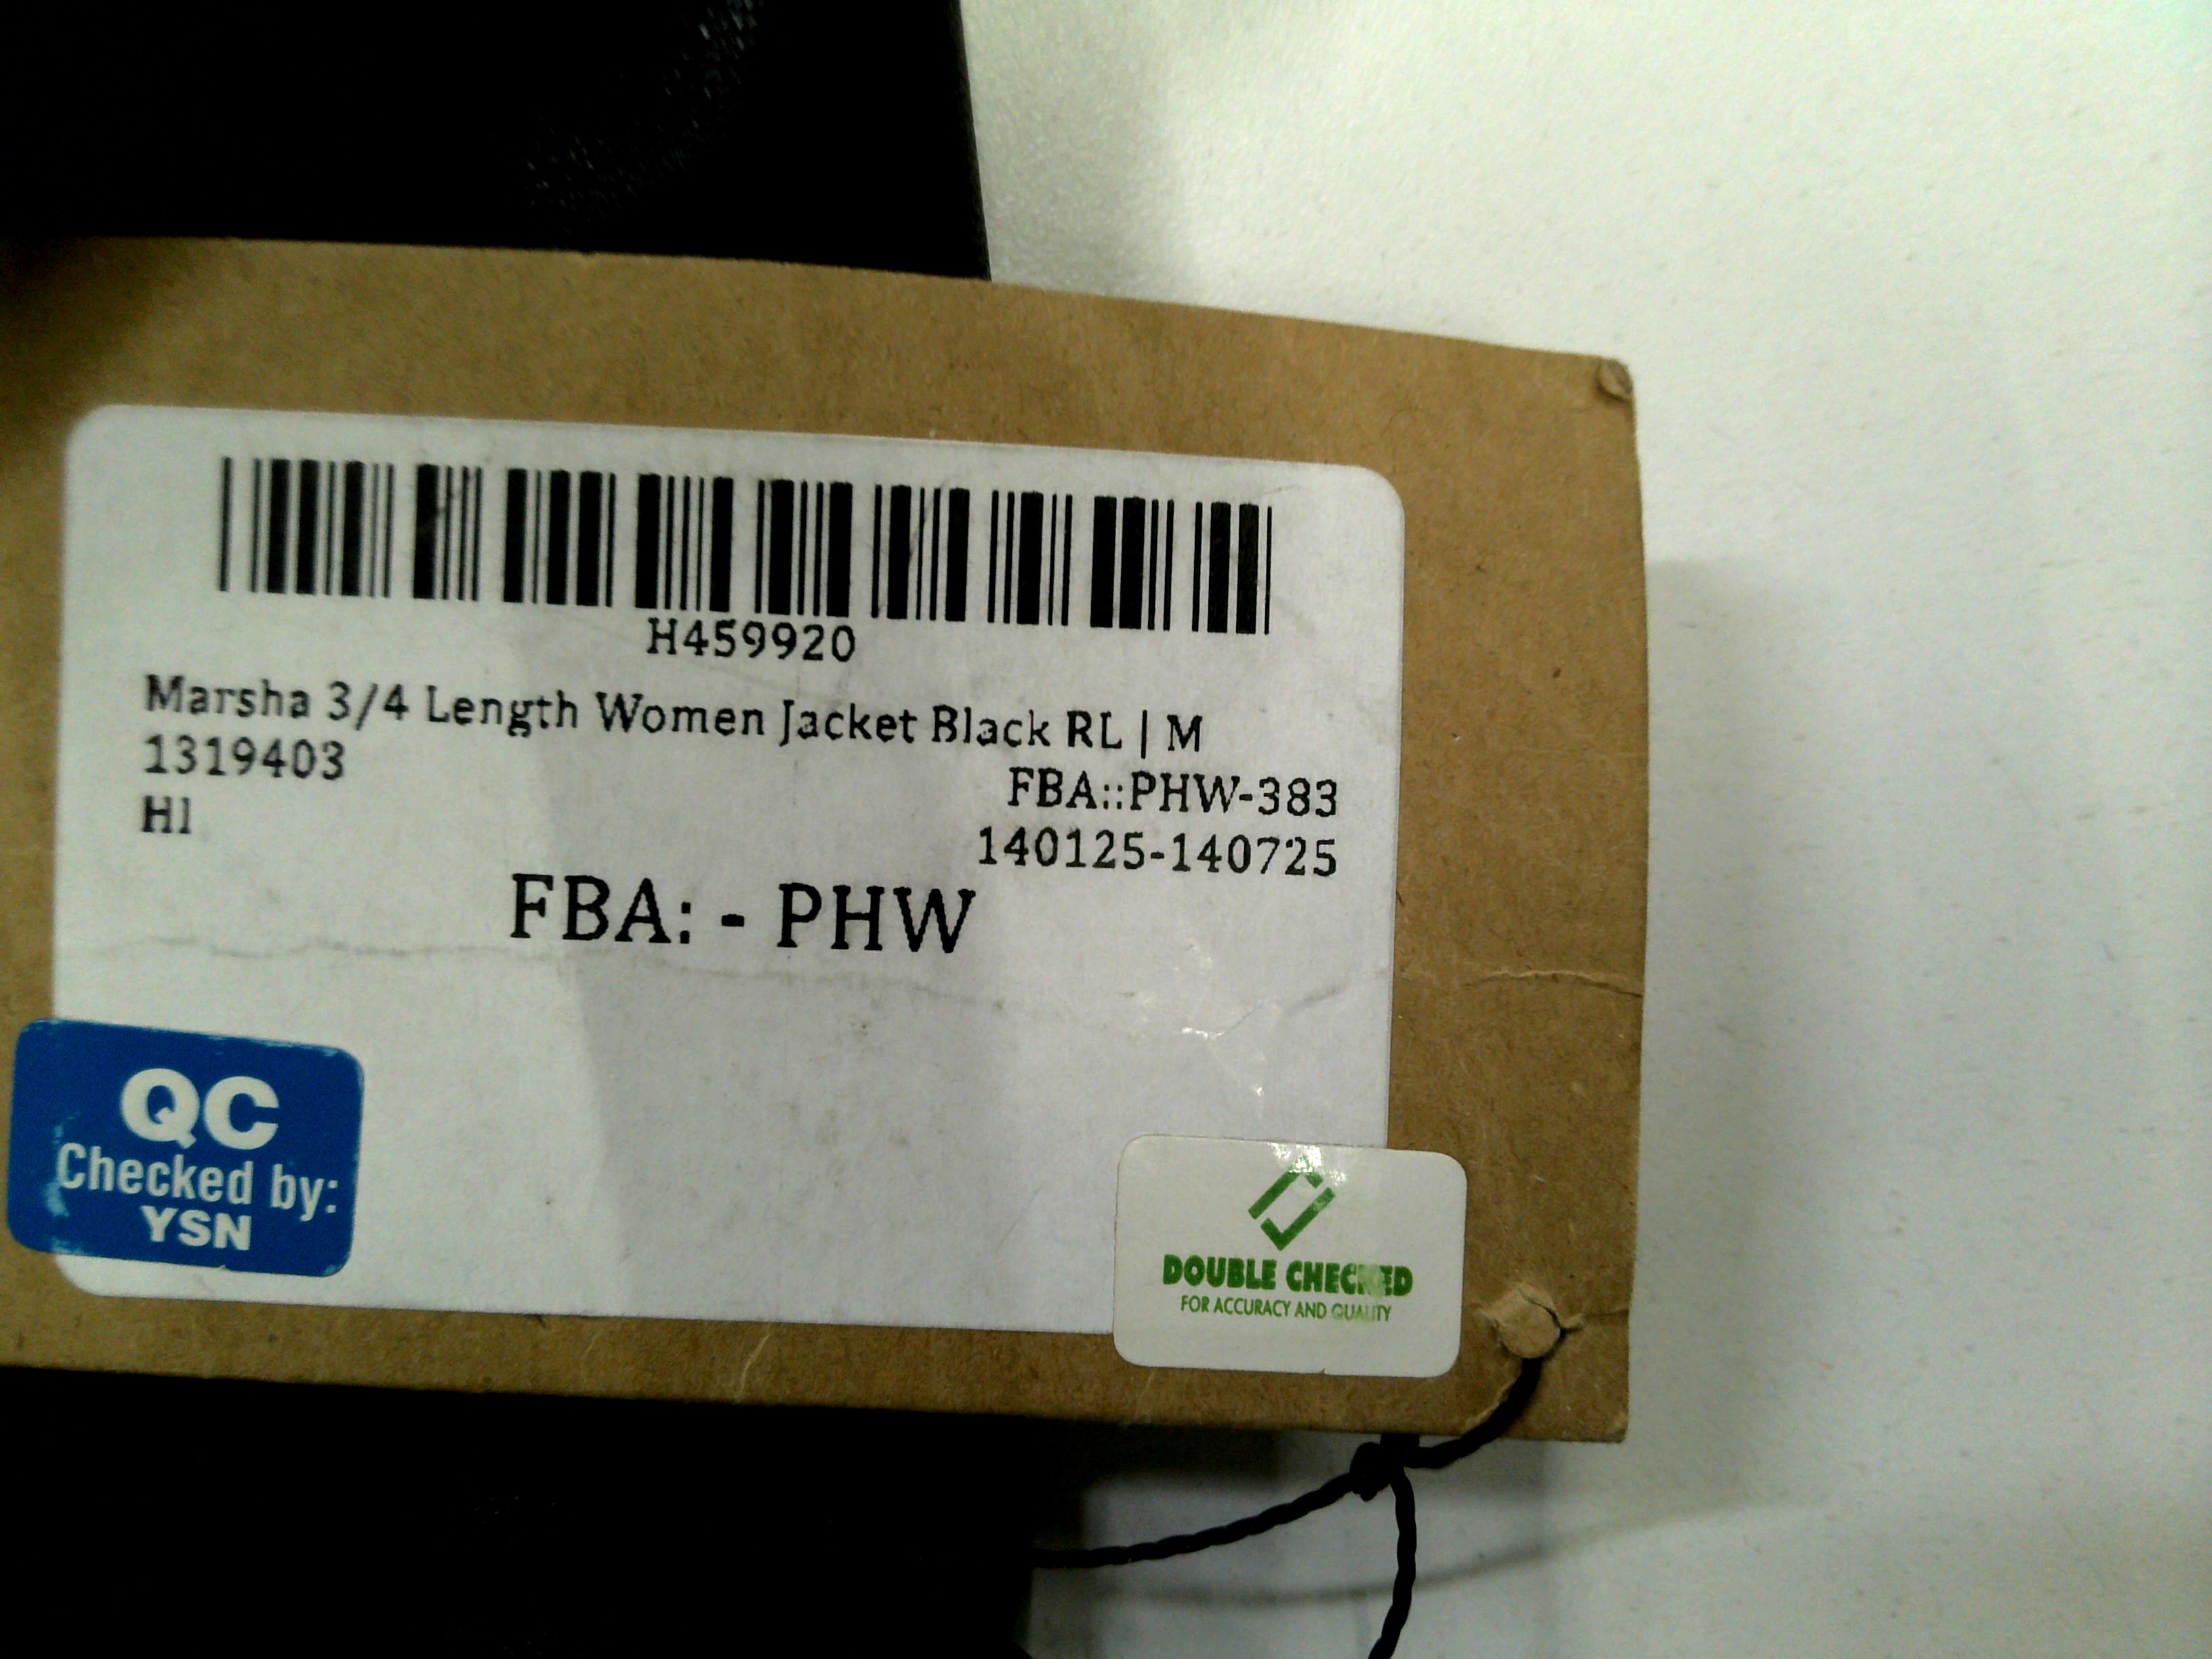 H459920
Marsha 3/4 Length Women Jacket Black RL | M
1319403
FBA::PHW-383
HI
140125-140725
FBA: - PHW
QC
Checked by:
YSN
DOUBLE CHECKED
FOR ACCURACY AND QUALITY